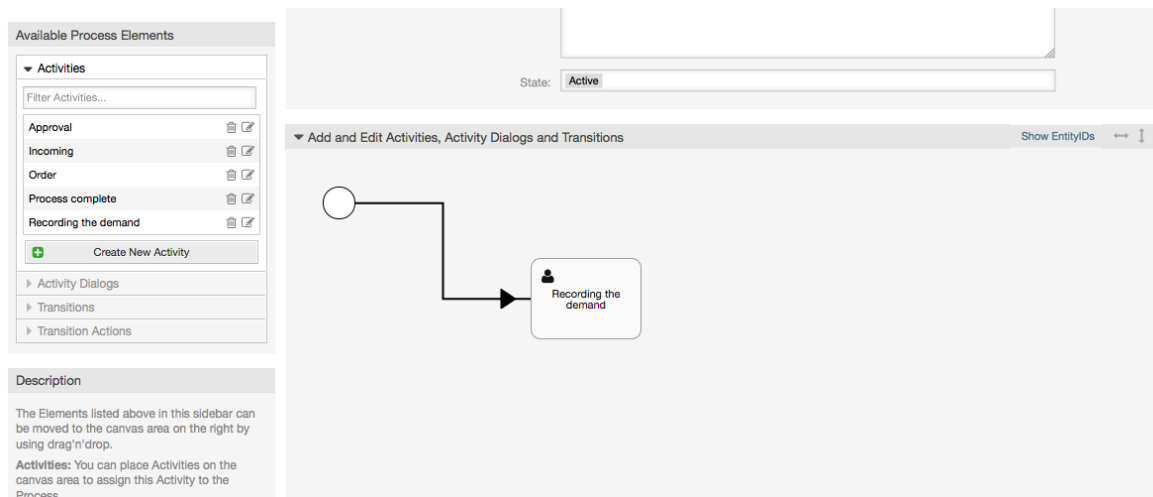 Available Process Elements
Activities
Filter Activities...
Approval
Incoming
Order
Process complete
Recording the demand
Create New Activity
Activity Dialogs
Transitions
Transition Actions
Description
The Elements listed above in this sidebar can
be moved to the canvas area on the right by
using drag'n'drop.
Activities: You can place Activities on the
canvas area to assign this Activity to the
Process.
State: Active
Add and Edit Activities, Activity Dialogs and Transitions
Show EntityIDs
Recording the
demand